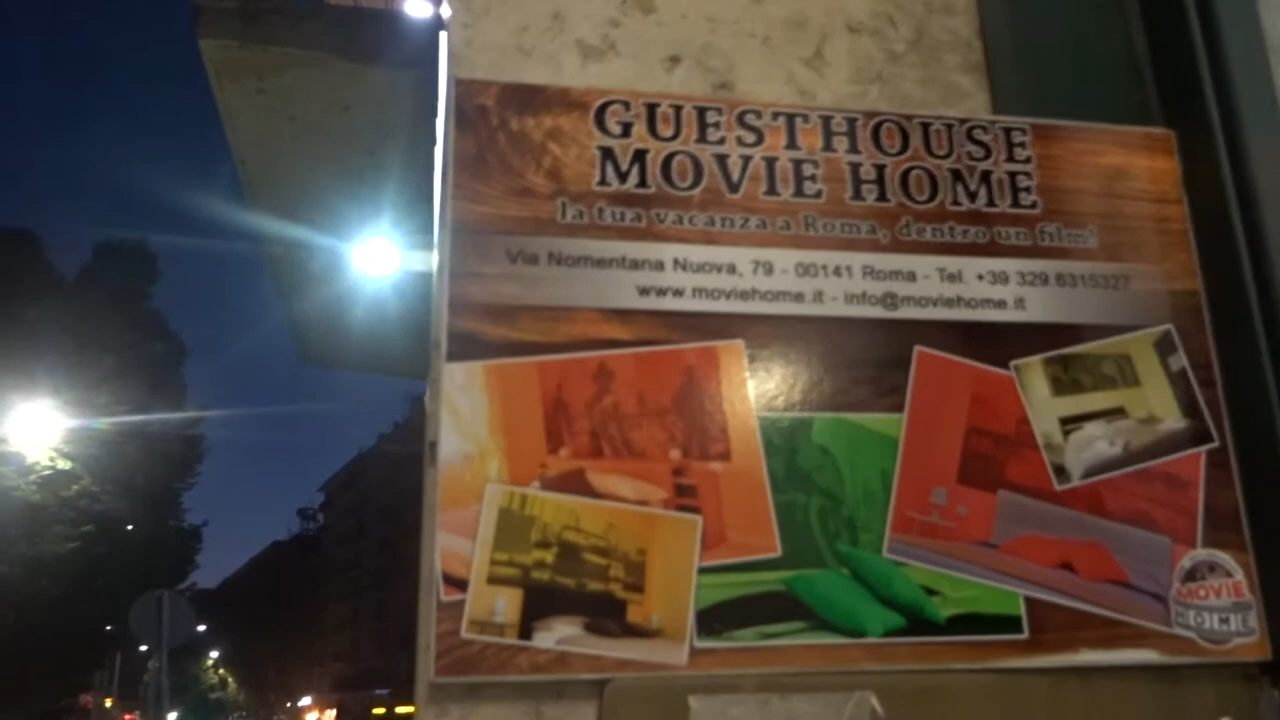 GUESTHOUSE
MOVIE HOME
la tua vacanza a Roma, dentro un film!
Via Nomentana Nuova, 79 - 00141 Roma - Tel. +39 329 6315327
www.moviehome.it - info@moviehome.it
MOVIE
HOME